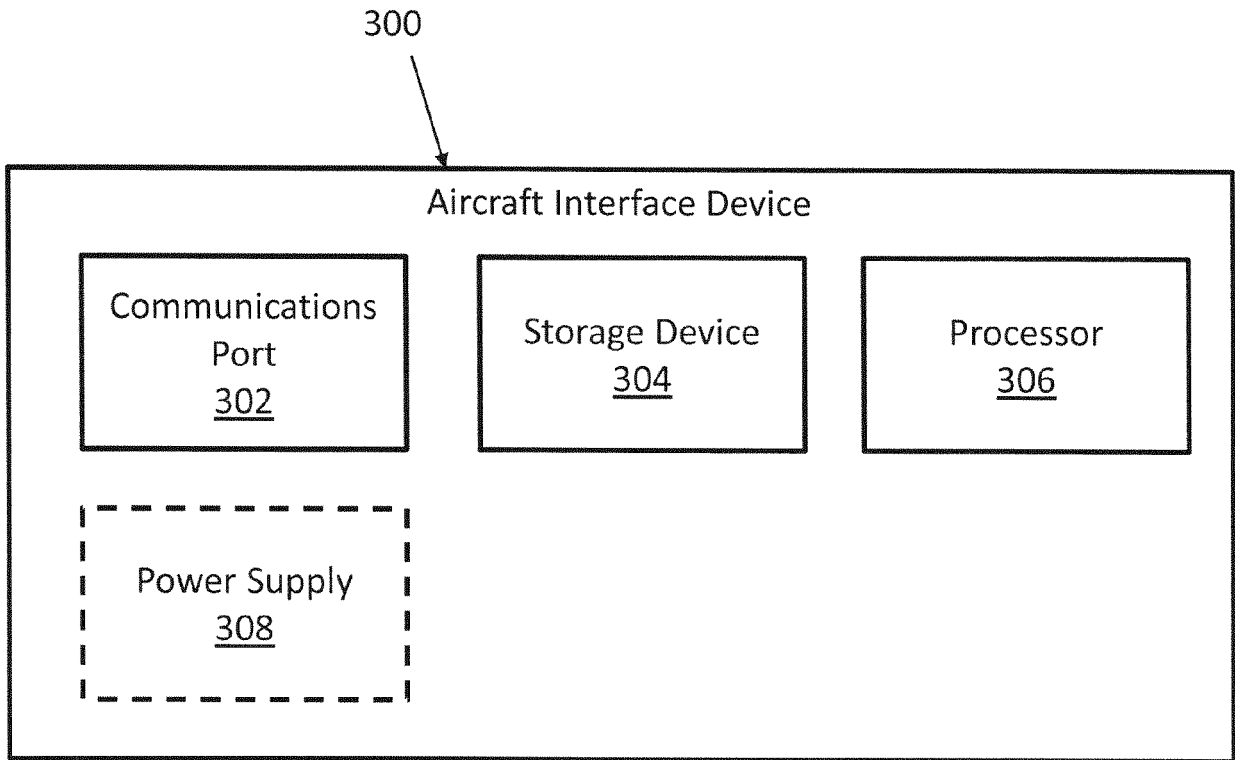 300
Aircraft Interface Device
Communications
Port
302
Storage Device
304
Processor
306
Power Supply
308